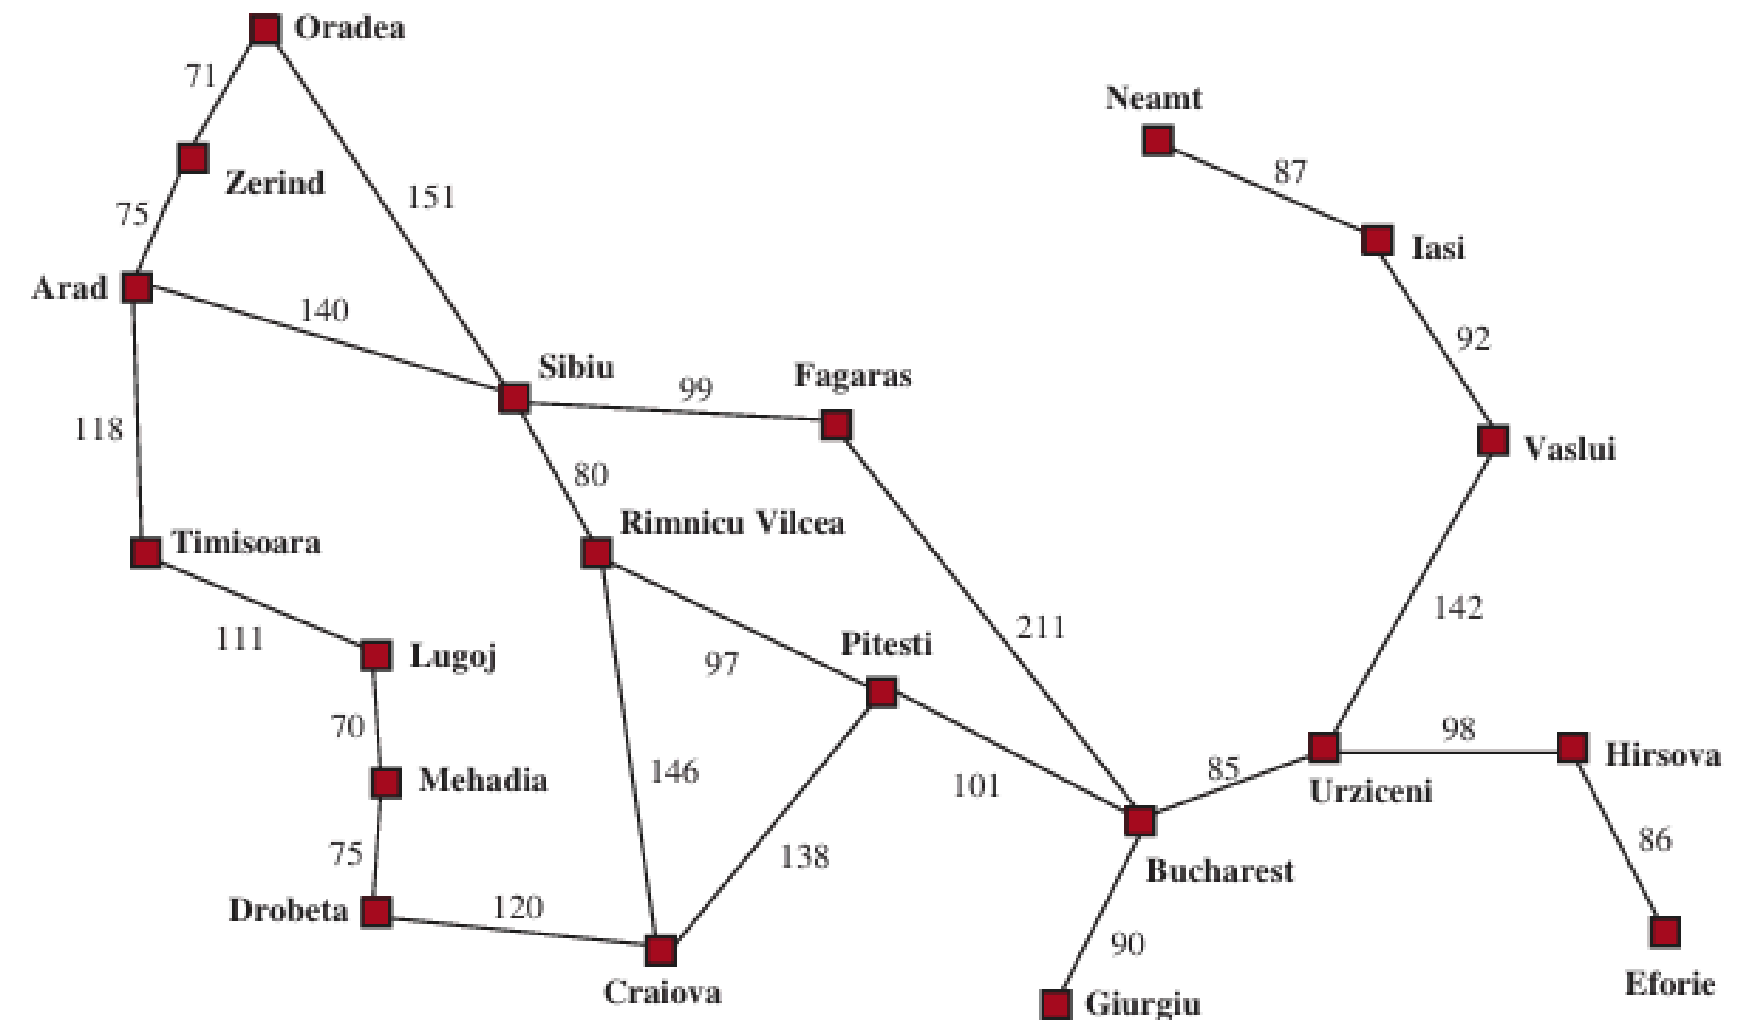 Oradea
71
Neamt
87
Zerind
151
75
Iasi
Arad
140
92
Sibiu
99
Fagaras
118
Vaslui
80
Rimnicu Vilcea
Timisoara
142
211
111
Lugoj
97
Pitesti
70
98
Mehadia
146
101
85
Hirsova
Urziceni
75
138
86
Bucharest
Drobeta
120
90
Craiova
Eforie
Giurgiu